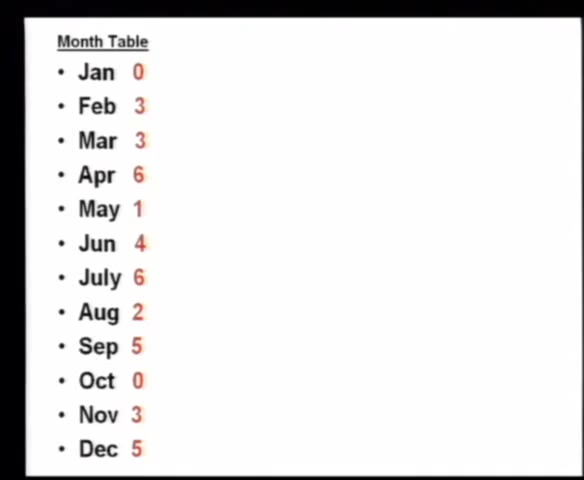 Month Table
• Jan 0
• Feb 3
• Mar 3
• Apr 6
• May 1
• Jun 4
• July 6
• Aug 2
• Sep 5
• Oct 0
• Nov 3
• Dec 5